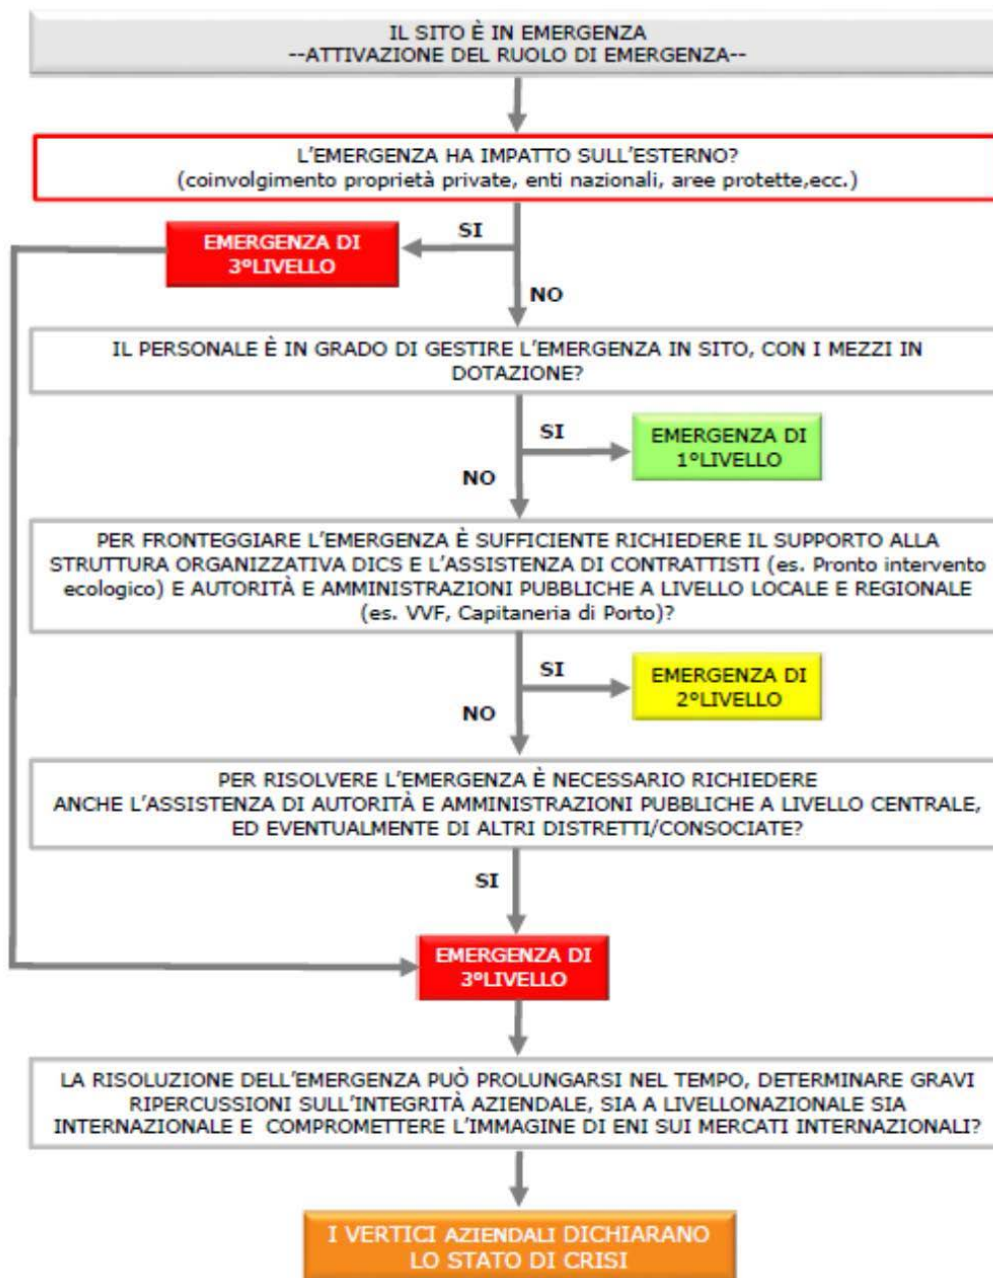 IL SITO È IN EMERGENZA
--ATTIVAZIONE DEL RUOLO DI EMERGENZA--
L'EMERGENZA HA IMPATTO SULL'ESTERNO?
(coinvolgimento proprietà private, enti nazionali, aree protette,ecc.)
SI
EMERGENZA DI
3°LIVELLO
NO
IL PERSONALE È IN GRADO DI GESTIRE L'EMERGENZA IN SITO, CON I MEZZI IN
DOTAZIONE?
SI
EMERGENZA DI
1°LIVELLO
NO
PER FRONTEGGIARE L'EMERGENZA È SUFFICIENTE RICHIEDERE IL SUPPORTO ALLA
STRUTTURA ORGANIZZATIVA DICS E L'ASSISTENZA DI CONTRATTISTI (es. Pronto intervento
ecologico) E AUTORITÀ E AMMINISTRAZIONI PUBBLICHE A LIVELLO LOCALE E REGIONALE
(es. VVF, Capitaneria di Porto)?
SI
EMERGENZA DI
2°LIVELLO
NO
PER RISOLVERE L'EMERGENZA È NECESSARIO RICHIEDERE
ANCHE L'ASSISTENZA DI AUTORITÀ E AMMINISTRAZIONI PUBBLICHE A LIVELLO CENTRALE,
ED EVENTUALMENTE DI ALTRI DISTRETTI/CONSOCIATE?
SI
EMERGENZA DI
3°LIVELLO
LA RISOLUZIONE DELL'EMERGENZA PUÒ PROLUNGARSI NEL TEMPO, DETERMINARE GRAVI
RIPERCUSSIONI SULL'INTEGRITÀ AZIENDALE, SIA A LIVELLONAZIONALE SIA
INTERNAZIONALE E COMPROMETTERE L'IMMAGINE DI ENI SUI MERCATI INTERNAZIONALI?
I VERTICI AZIENDALI DICHIARANO
LO STATO DI CRISI